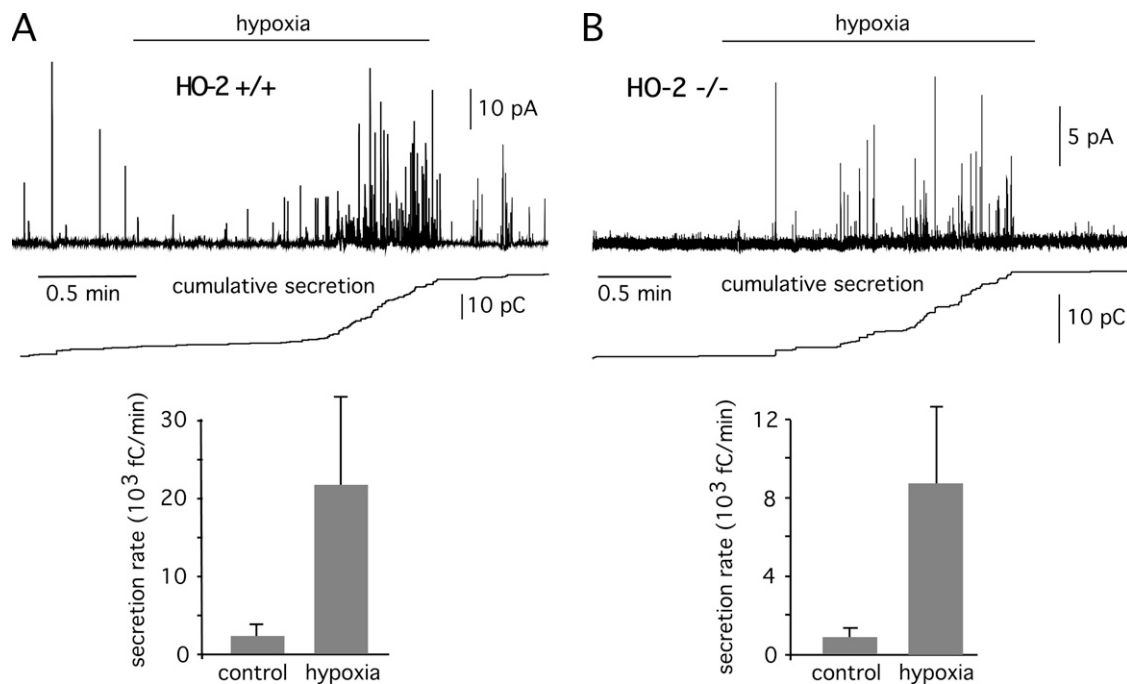 A
hypoxia
HO-2 +/+
10 pA
0.5 min
cumulative secretion
10 pC
secretion rate (10³ fC/min)
30
20
10
0
control
hypoxia
B
hypoxia
HO-2 -/-
5 pA
0.5 min
cumulative secretion
10 pC
secretion rate (10³ fC/min)
12
8
4
0
control
hypoxia